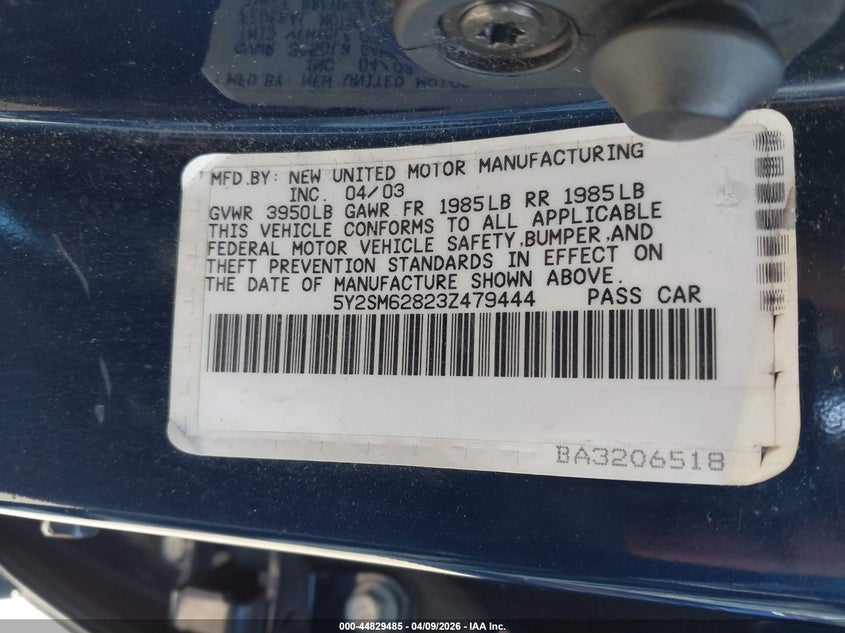 MFD.BY: NEW UNITED MOTOR MANUFACTURING
INC. 04/03
GVWR 3950LB GAWR FR 1985LB RR 1985LB
THIS VEHICLE CONFORMS TO ALL APPLICABLE
FEDERAL MOTOR VEHICLE SAFETY,BUMPER,AND
THEFT PREVENTION STANDARDS IN EFFECT ON
THE DATE OF MANUFACTURE SHOWN ABOVE.
5Y2SM62823Z479444 PASS CAR
BA3206518
000-44829485 - 04/09/2026 - IAA Inc.